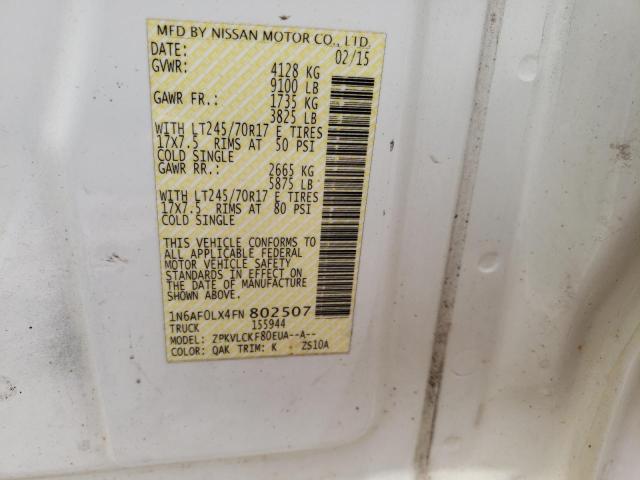 MFD BY NISSAN MOTOR CO., LTD.
DATE: 02/15
GVWR: 4128 KG
9100 LB
GAWR FR: 1735 KG
3825 LB
WITH LT245/70R17 E TIRES
17X7.5 RIMS AT 50 PSI
COLD SINGLE
GAWR RR.: 2665 KG
5875 LB
WITH LT245/70R17 E TIRES
17X7.5 RIMS AT 80 PSI
COLD SINGLE
THIS VEHICLE CONFORMS TO
ALL APPLICABLE FEDERAL
MOTOR VEHICLE SAFETY
STANDARDS IN EFFECT ON
THE DATE OF MANUFACTURE
SHOWN ABOVE.
1N6AF0LX4FN 802507
TRUCK 155944
MODEL: ZPKVLCKF80EUA--A--
COLOR: QAK TRIM: K ZS10A